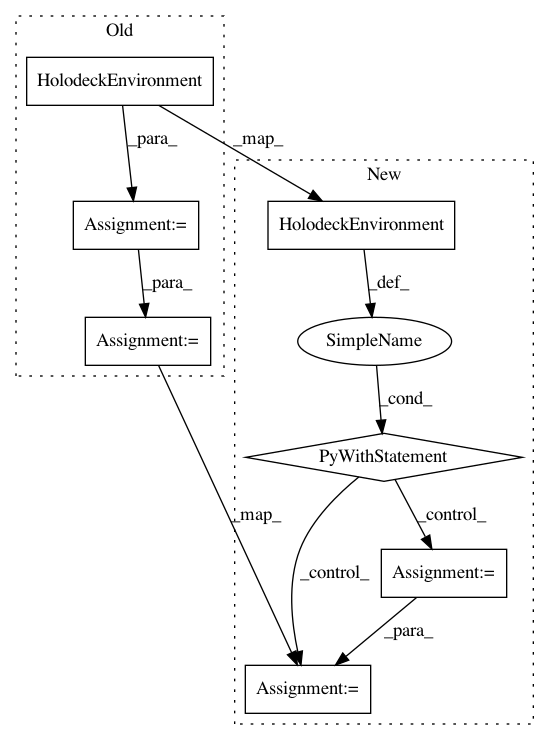 Old
HolodeckEnvironment
_para_
_map_
New
Assignment:=
HolodeckEnvironment
_para_
_def_
Assignment:=
SimpleName
_cond_
PyWithStatement
_map_
_control_
_control_
Assignment:=
_para_
Assignment:=